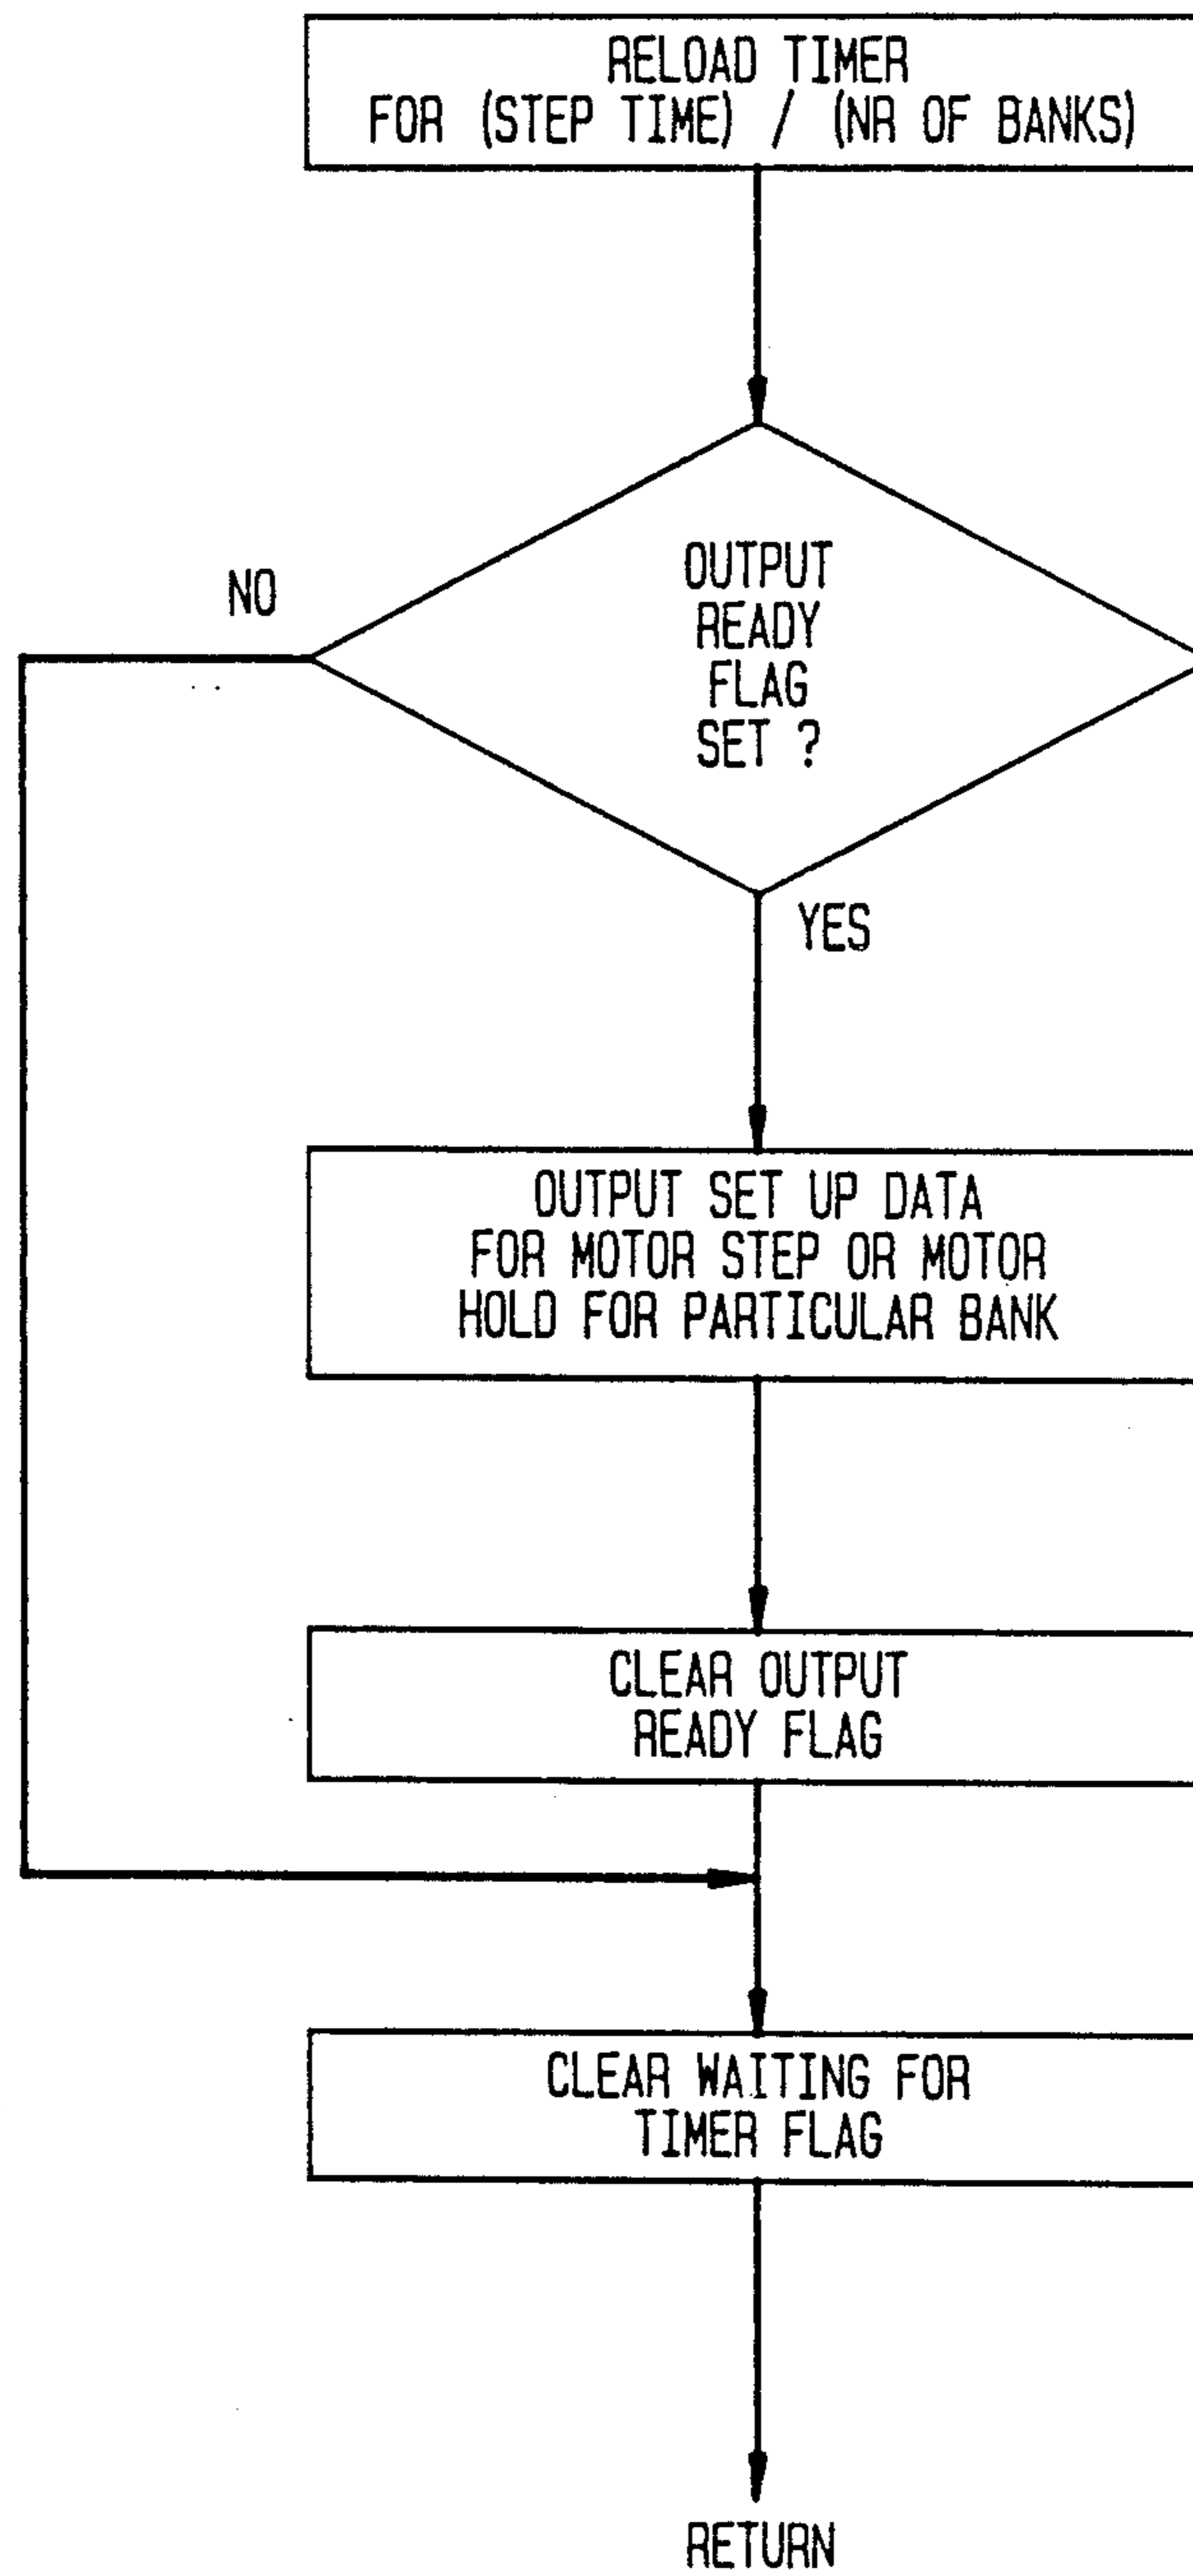 RELOAD TIMER
FOR (STEP TIME) / (NR OF BANKS)
OUTPUT
READY
FLAG
SET ?
NO
YES
OUTPUT SET UP DATA
FOR MOTOR STEP OR MOTOR
HOLD FOR PARTICULAR BANK
CLEAR OUTPUT
READY FLAG
CLEAR WAITING FOR
TIMER FLAG
RETURN